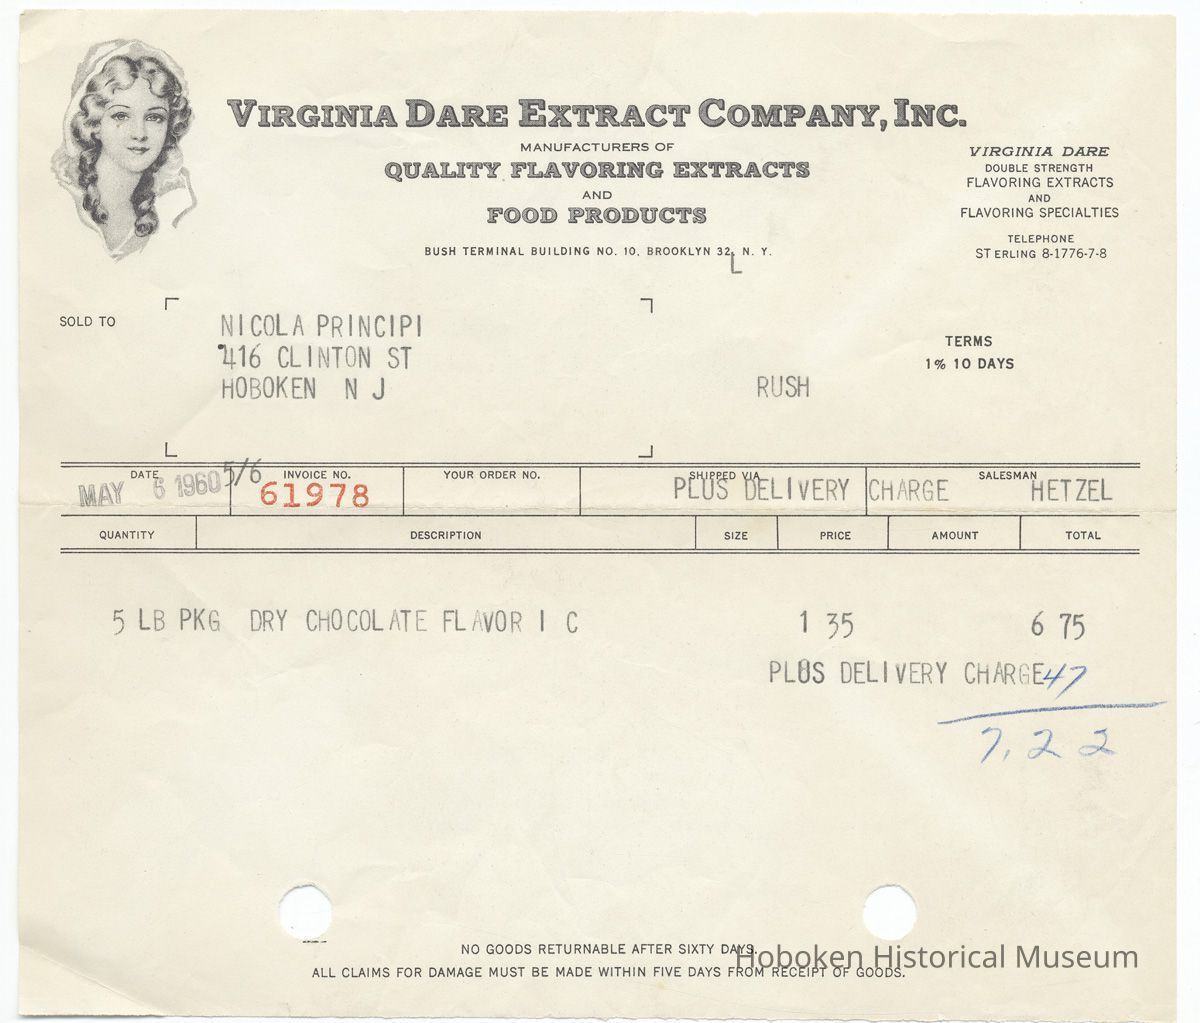 VIRGINIA DARE EXTRACT COMPANY, INC.
MANUFACTURERS OF
QUALITY FLAVORING EXTRACTS
AND
FOOD PRODUCTS
BUSH TERMINAL BUILDING NO. 10, BROOKLYN 32, N. Y.
L
VIRGINIA DARE
DOUBLE STRENGTH
FLAVORING EXTRACTS
AND
FLAVORING SPECIALTIES
TELEPHONE
STERLING 8-1776-7-8
SOLD TO
NICOLA PRINCIPI
416 CLINTON ST
HOBOKEN N J
RUSH
TERMS
1% 10 DAYS
DATE INVOICE NO. YOUR ORDER NO. SHIPPED VIA SALESMAN
MAY 6 1960 5/6 61978 PLUS DELIVERY CHARGE HETZEL
QUANTITY DESCRIPTION SIZE PRICE AMOUNT TOTAL
5 LB PKG DRY CHOCOLATE FLAVOR I C 1 35 6 75
PLUS DELIVERY CHARGE 47
7.22
NO GOODS RETURNABLE AFTER SIXTY DAYS.
ALL CLAIMS FOR DAMAGE MUST BE MADE WITHIN FIVE DAYS FROM RECEIPT OF GOODS.
Hoboken Historical Museum